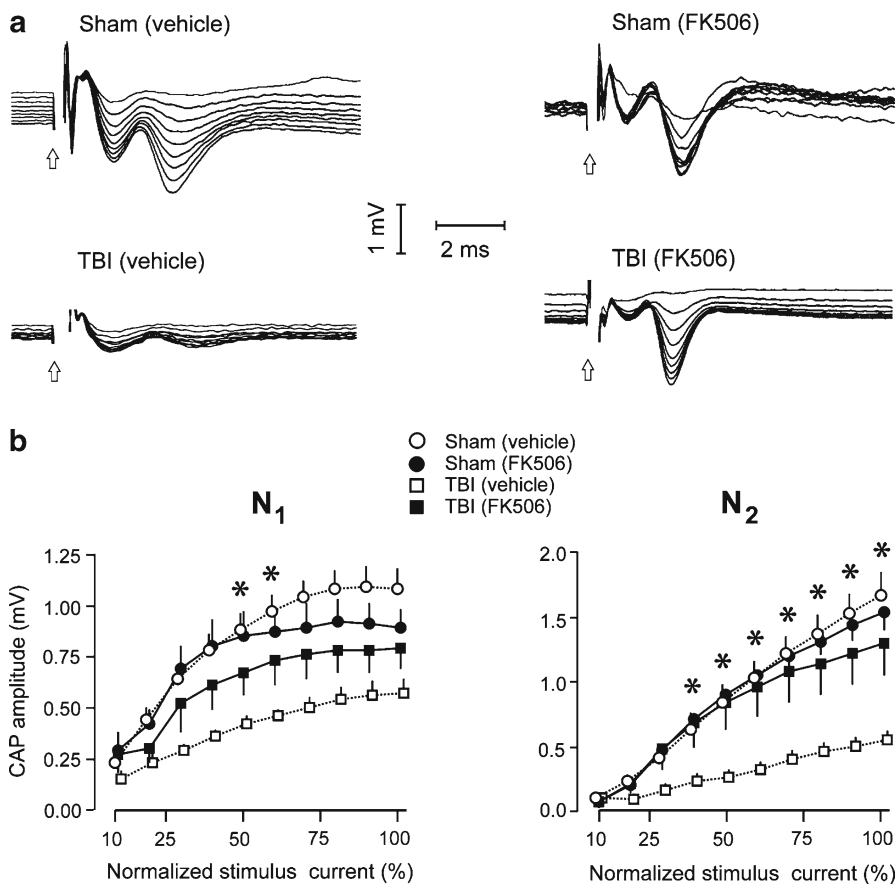 a
Sham (vehicle)
Sham (FK506)
1 mV
2 ms
TBI (vehicle)
TBI (FK506)
b
Sham (vehicle)
Sham (FK506)
TBI (vehicle)
TBI (FK506)
N1
N2
* *
* * * * * * *
CAP amplitude (mV)
1.25
1.00
0.75
0.50
0.25
0.00
10 25 50 75 100
Normalized stimulus current (%)
2.0
1.5
1.0
0.5
0.0
10 25 50 75 100
Normalized stimulus current (%)